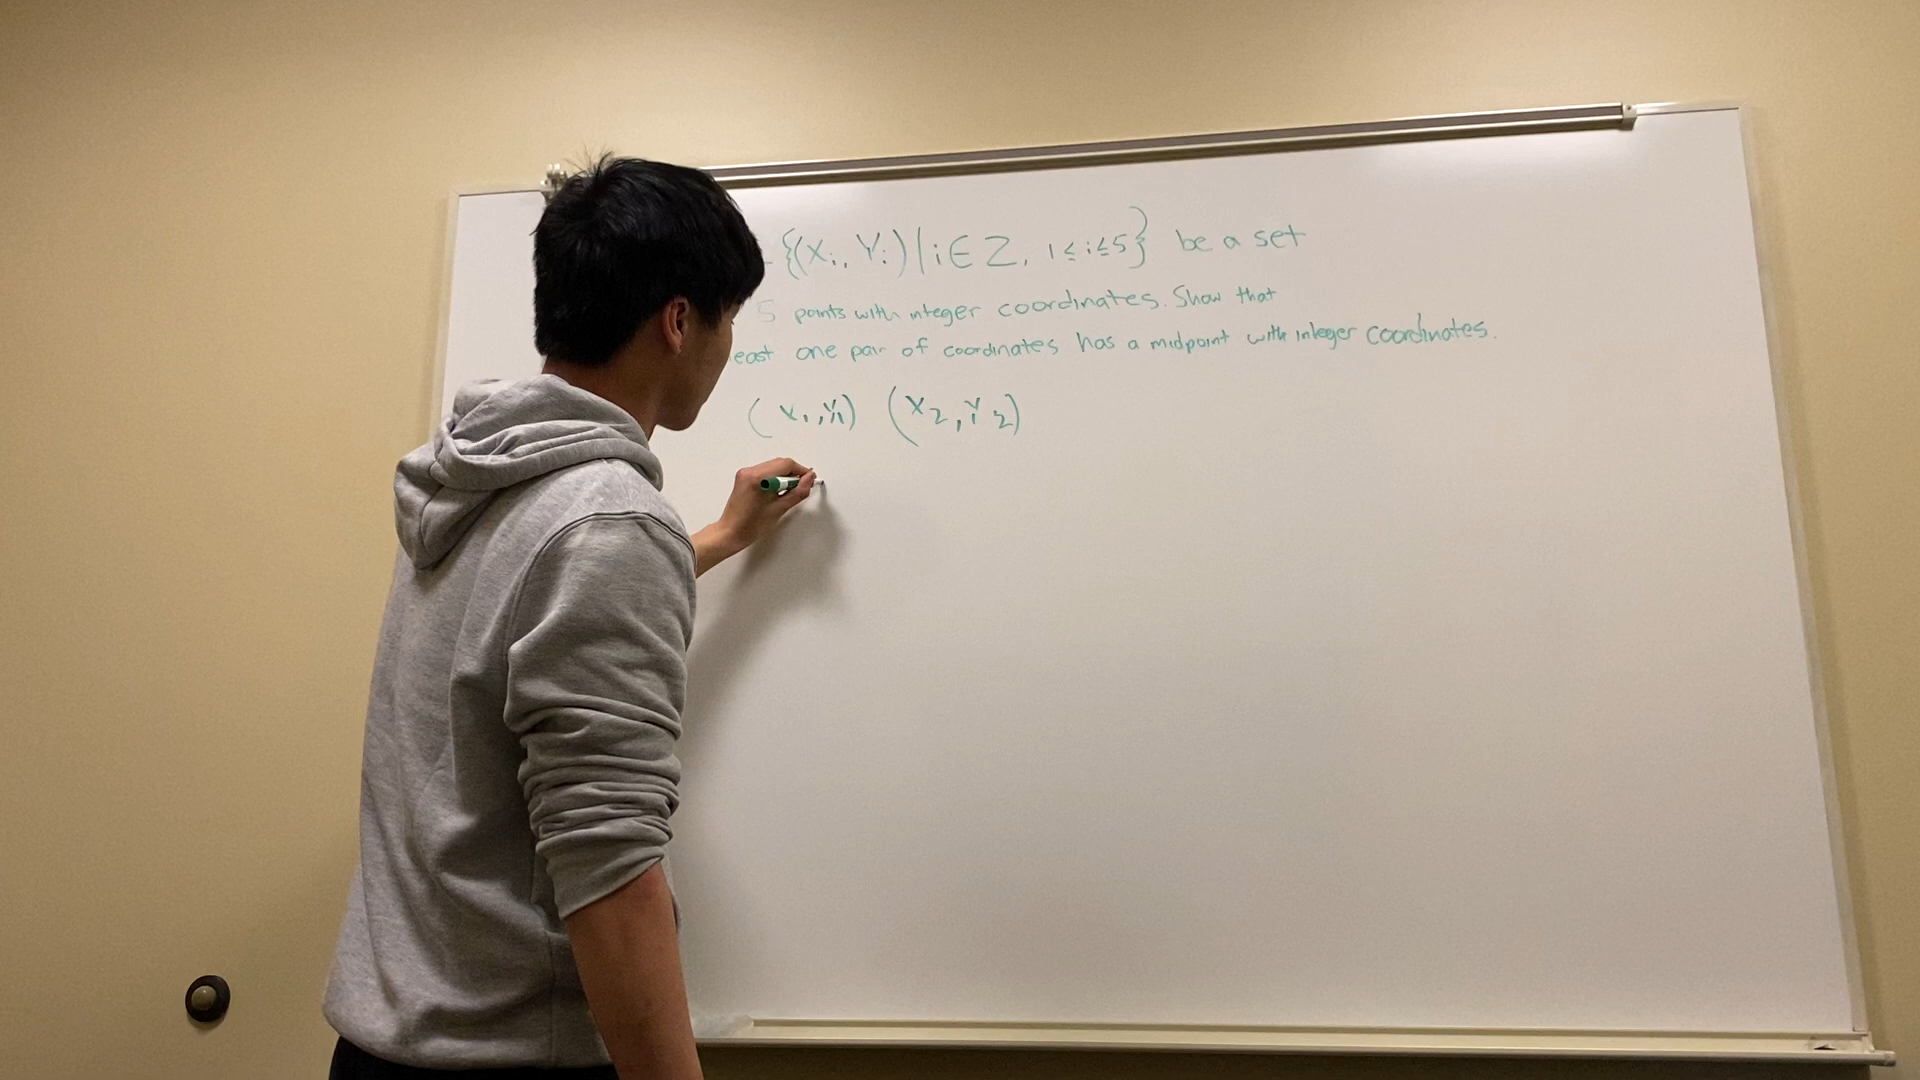 {(Xi, Yi) | i ∈ Z, 1 ≤ i ≤ 5} be a set
5 points with integer coordinates. Show that
east one pair of coordinates has a midpoint with integer coordinates.
(X1, Y1) (X2, Y2)